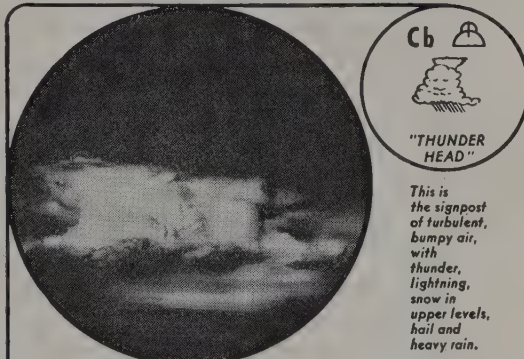 Cb
"THUNDER
HEAD"
This is
the signpost
of turbulent,
bumpy air,
with
thunder,
lightning,
snow in
upper levels,
hail and
heavy rain.